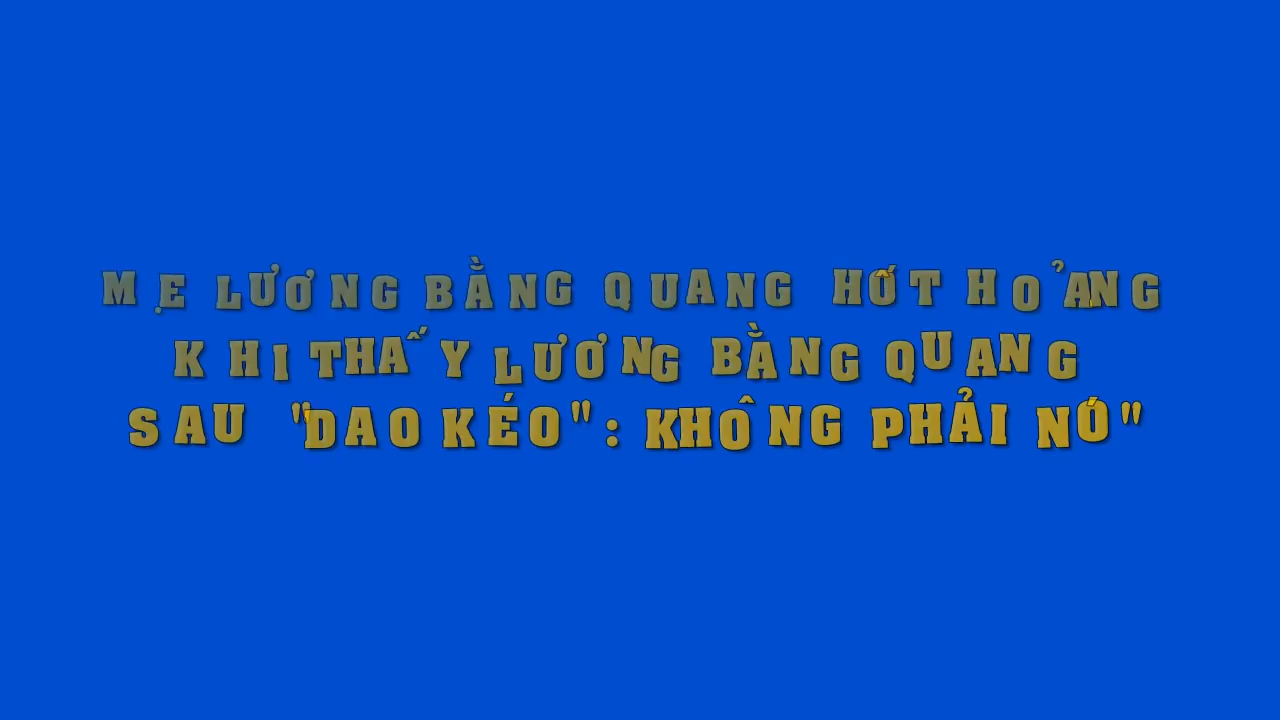 MẸ LƯƠNG BẰNG QUANG HỐT HOẢNG
KHI THẤY LƯƠNG BẰNG QUANG
SAU "DAO KÉO": KHÔNG PHẢI NÓ"